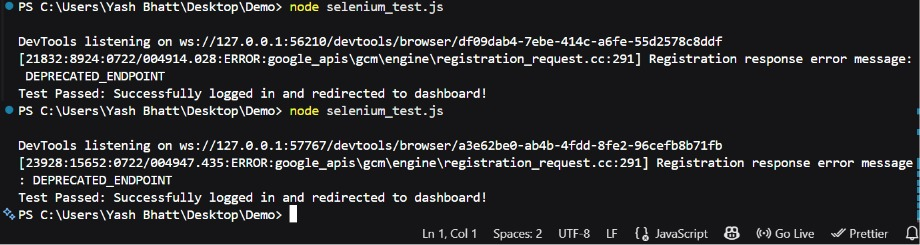 PS C:\Users\Yash Bhatt\Desktop\Demo> node selenium_test.js
DevTools listening on ws://127.0.0.1:56210/devtools/browser/df09dab4-7ebe-414c-a6fe-55d2578c8ddf
[21832:8924:0722/004914.028:ERROR:google_apis\gcm\engine\registration_request.cc:291] Registration response error message:
DEPRECATED_ENDPOINT
Test Passed: Successfully logged in and redirected to dashboard!
PS C:\Users\Yash Bhatt\Desktop\Demo> node selenium_test.js
DevTools listening on ws://127.0.0.1:57767/devtools/browser/a3e62be0-ab4b-4fdd-8fe2-96cefb8b71fb
[23928:15652:0722/004947.435:ERROR:google_apis\gcm\engine\registration_request.cc:291] Registration response error message
: DEPRECATED_ENDPOINT
Test Passed: Successfully logged in and redirected to dashboard!
PS C:\Users\Yash Bhatt\Desktop\Demo>
Ln 1, Col 1 Spaces: 2 UTF-8 LF {} JavaScript Go Live Prettier